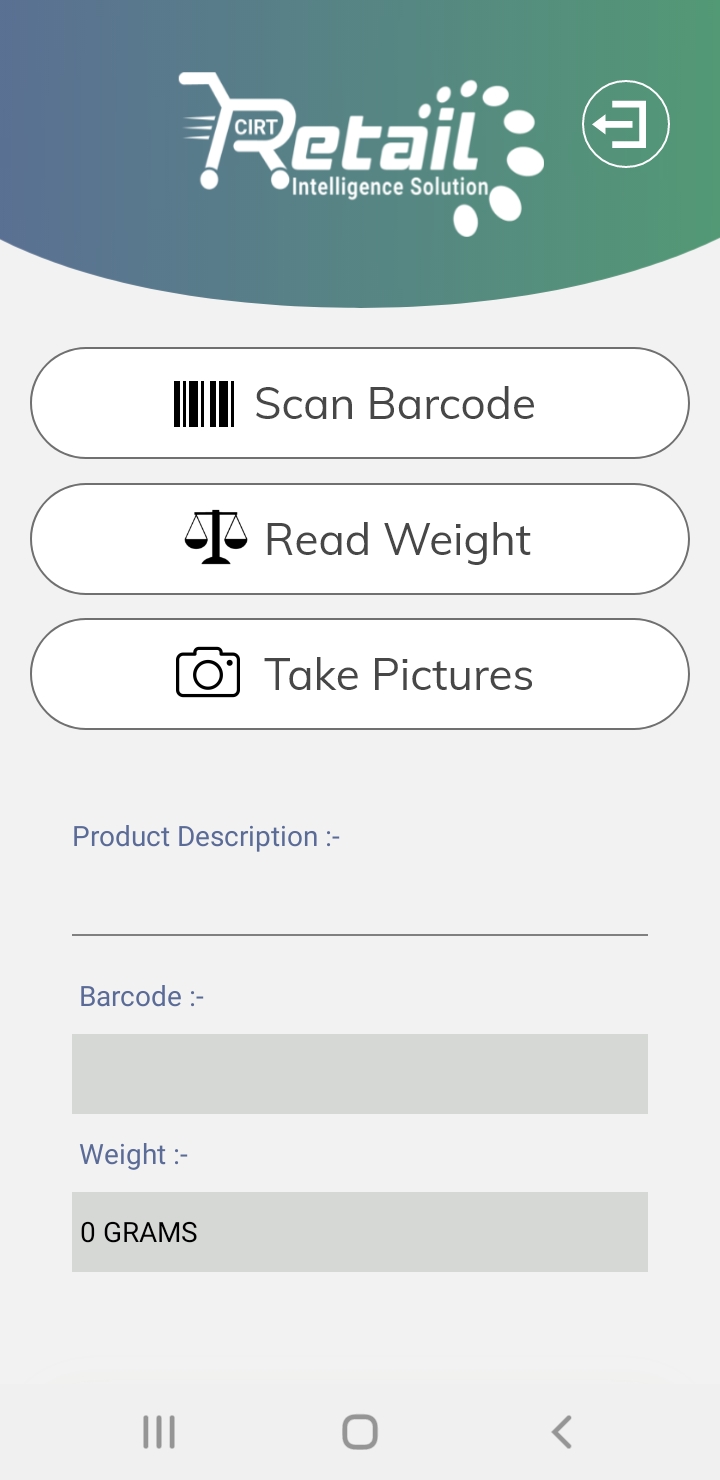 CIRT
Retail
Intelligence Solution
Scan Barcode
Read Weight
Take Pictures
Product Description :-
Barcode :-
Weight :-
0 GRAMS